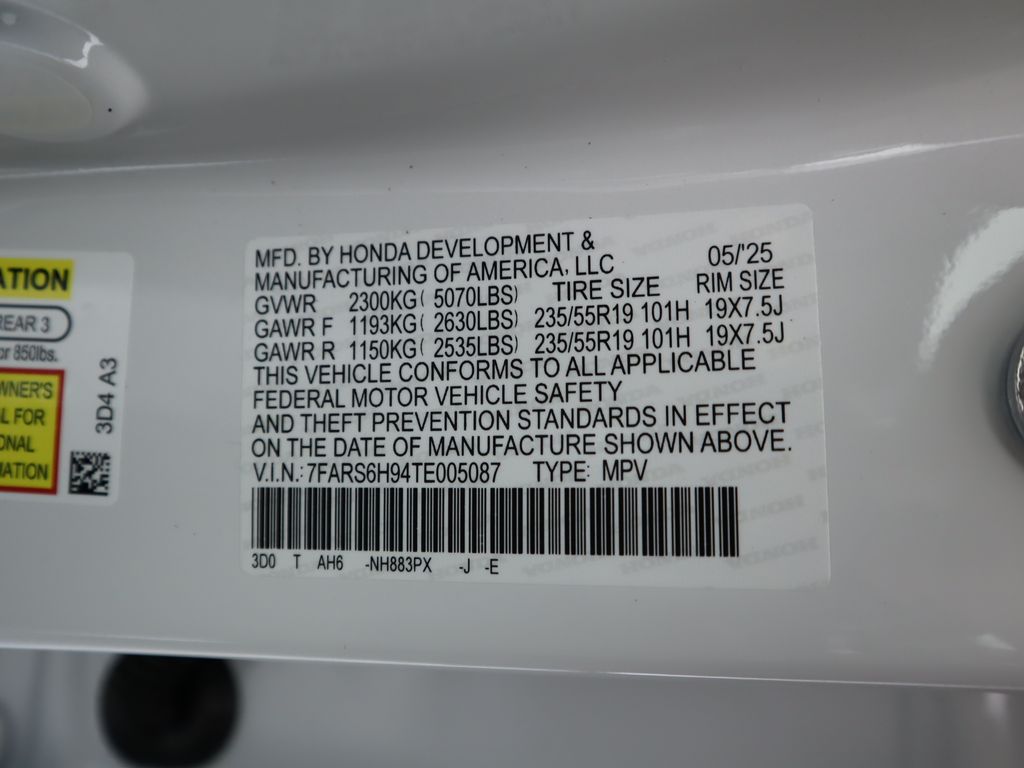 ATION
REAR 3
or 850lbs.
WNER'S
L FOR
ONAL
MATION
3D4 A3
MFD. BY HONDA DEVELOPMENT &
MANUFACTURING OF AMERICA, LLC 05/'25
GVWR 2300KG( 5070LBS) TIRE SIZE RIM SIZE
GAWR F 1193KG( 2630LBS) 235/55R19 101H 19X7.5J
GAWR R 1150KG( 2535LBS) 235/55R19 101H 19X7.5J
THIS VEHICLE CONFORMS TO ALL APPLICABLE
FEDERAL MOTOR VEHICLE SAFETY
AND THEFT PREVENTION STANDARDS IN EFFECT
ON THE DATE OF MANUFACTURE SHOWN ABOVE.
V.I.N.:7FARS6H94TE005087 TYPE: MPV
3D0 T AH6 -NH883PX -J -E